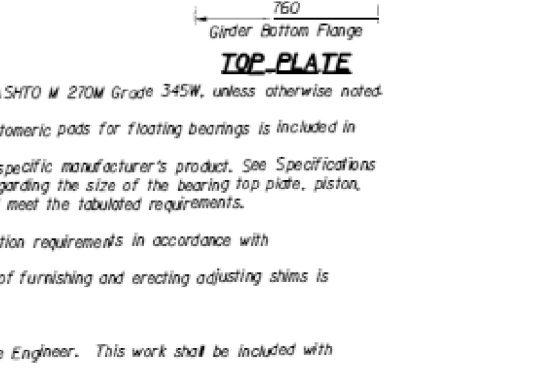 760
Girder Bottom Flange
TOP PLATE
ASHTO M 270M Grade 345W, unless otherwise noted.
tomeric pads for floating bearings is included in
specific manufacturer's product. See Specifications
garding the size of the bearing top plate, piston,
meet the tabulated requirements.
tion requirements in accordance with
of furnishing and erecting adjusting shims is
e Engineer. This work shall be included with